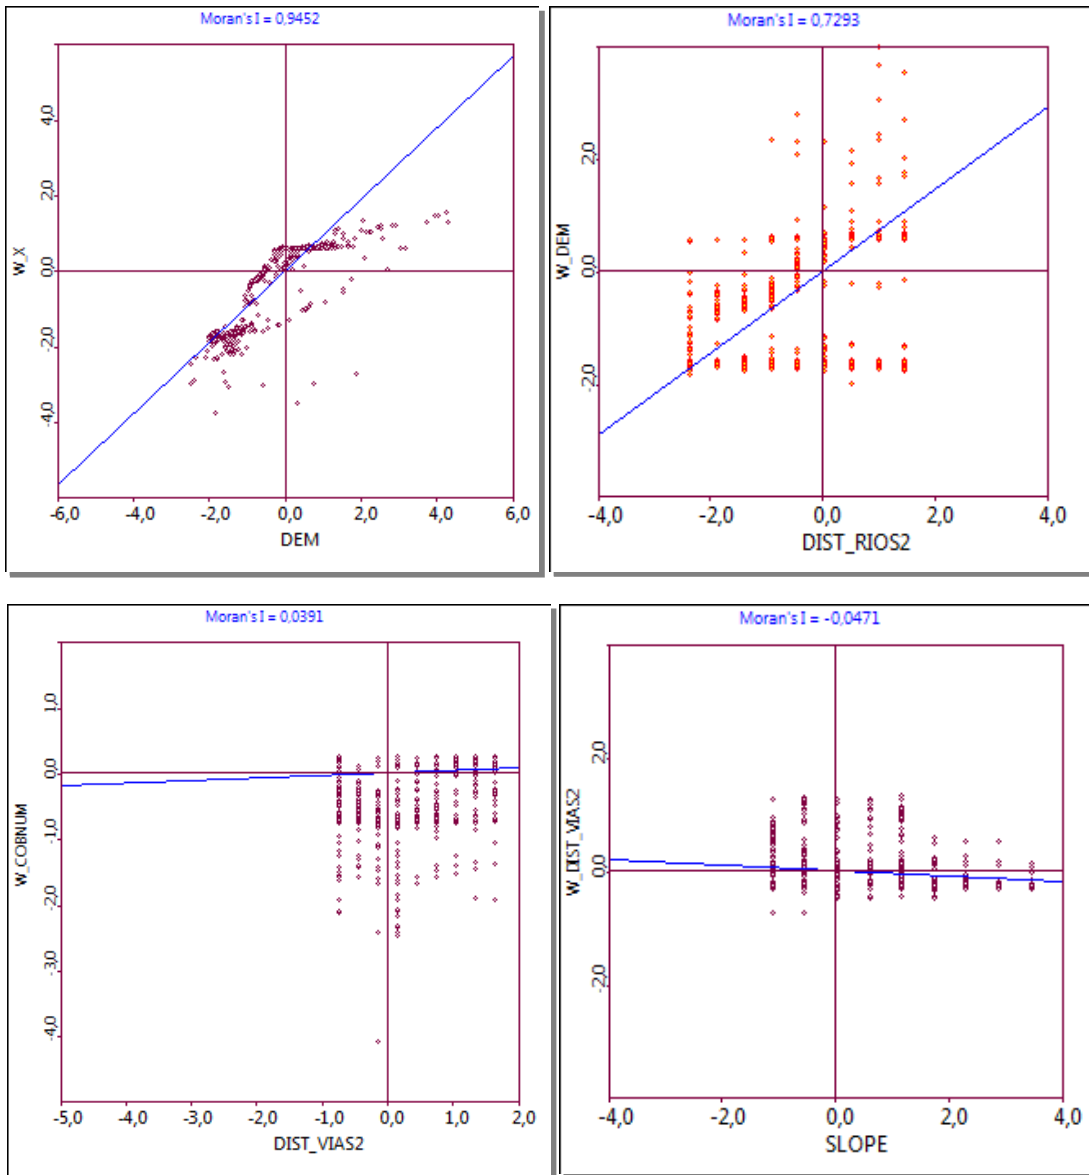 Moran's I = 0,9452
W_X
4,0
2,0
0,0
-2,0
-4,0
-6,0 -4,0 -2,0 0,0 2,0 4,0 6,0
DEM
Moran's I = 0,7293
W_DEM
2,0
0,0
-2,0
-4,0 -2,0 0,0 2,0 4,0
DIST_RIOS2
Moran's I = 0,0391
W_COBNUM
1,0
0,0
-1,0
-2,0
-3,0
-4,0
-5,0 -4,0 -3,0 -2,0 -1,0 0,0 1,0 2,0
DIST_VIAS2
Moran's I = -0,0471
W_DIST_VIAS2
2,0
0,0
-2,0
-4,0 -2,0 0,0 2,0 4,0
SLOPE